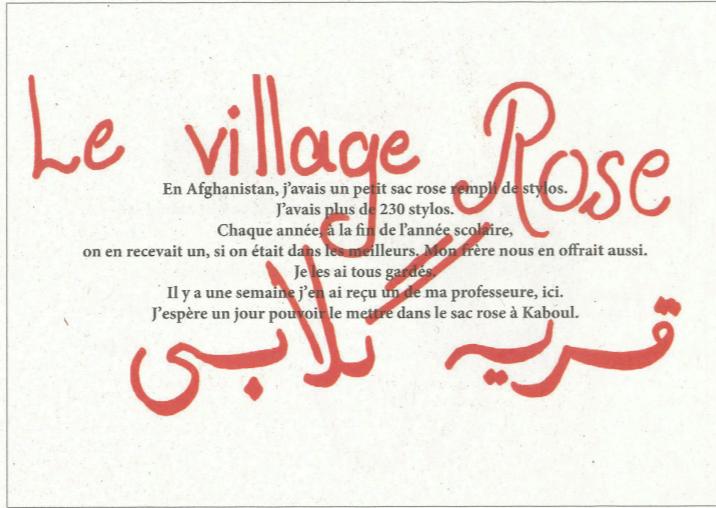 Le village Rose
En Afghanistan, j'avais un petit sac rose rempli de stylos.
J'avais plus de 230 stylos.
Chaque année, à la fin de l'année scolaire,
on en recevait un, si on était dans les meilleurs. Mon frère nous en offrait aussi.
Je les ai tous gardés.
Il y a une semaine j'en ai reçu un de ma professeure, ici.
J'espère un jour pouvoir le mettre dans le sac rose à Kaboul.
قریه گلابی